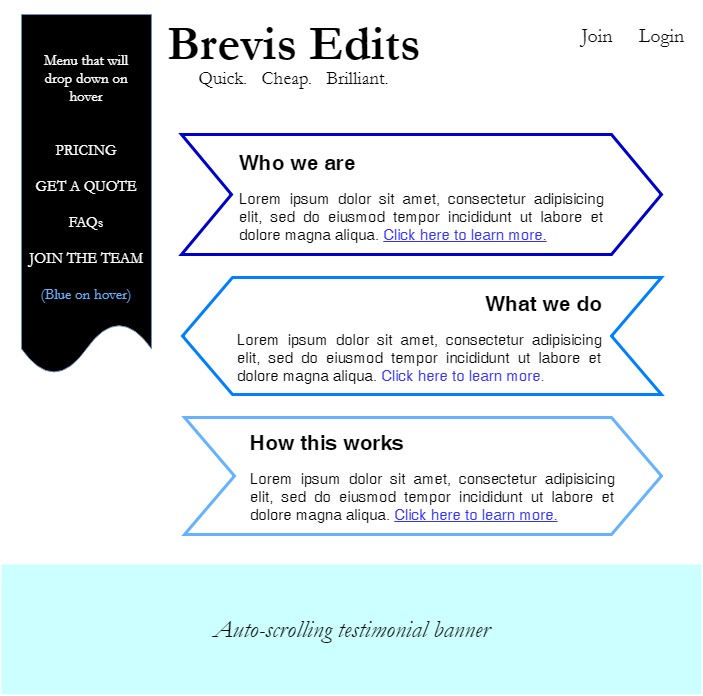 Menu that will
drop down on
hover
PRICING
GET A QUOTE
FAQs
JOIN THE TEAM
(Blue on hover)
Brevis Edits
Quick. Cheap. Brilliant.
Join Login
Who we are
Lorem ipsum dolor sit amet, consectetur adipisicing
elit, sed do eiusmod tempor incididunt ut labore et
dolore magna aliqua. Click here to learn more.
What we do
Lorem ipsum dolor sit amet, consectetur adipisicing
elit, sed do eiusmod tempor incididunt ut labore et
dolore magna aliqua. Click here to learn more.
How this works
Lorem ipsum dolor sit amet, consectetur adipisicing
elit, sed do eiusmod tempor incididunt ut labore et
dolore magna aliqua. Click here to learn more.
Auto-scrolling testimonial banner